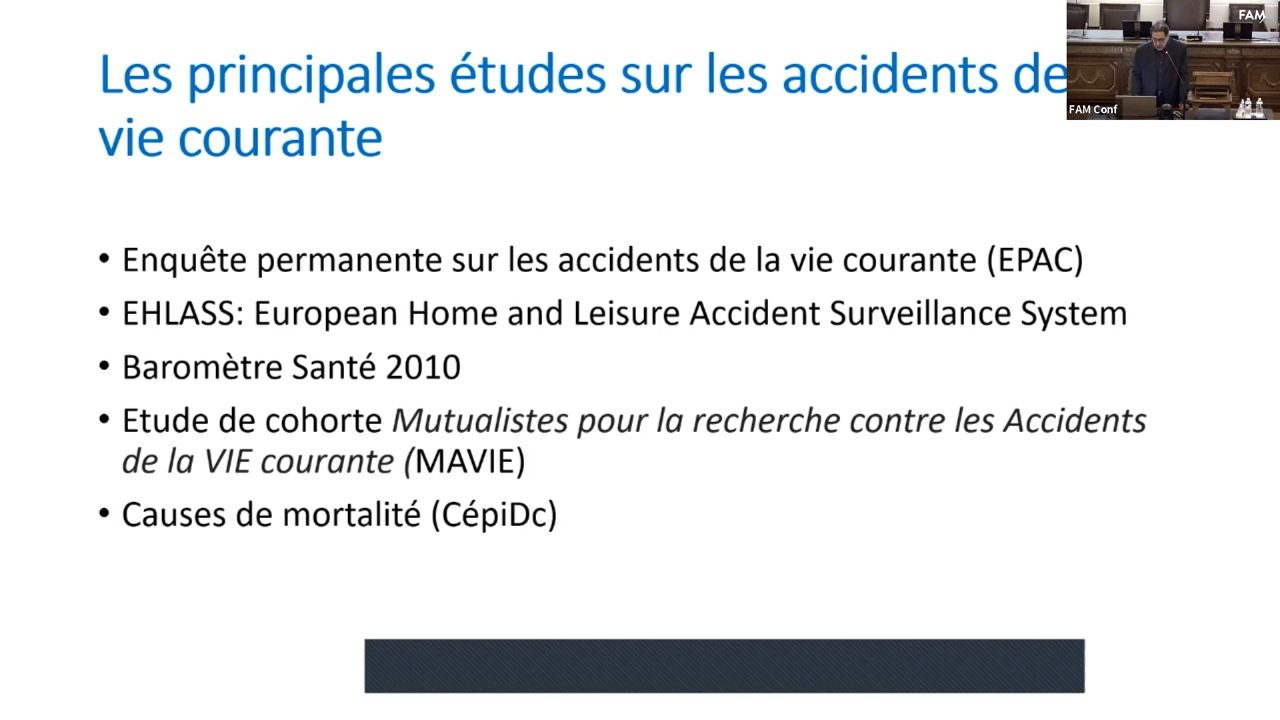 Les principales études sur les accidents de
vie courante
FAM
FAM Conf
• Enquête permanente sur les accidents de la vie courante (EPAC)
• EHLASS: European Home and Leisure Accident Surveillance System
• Baromètre Santé 2010
• Etude de cohorte Mutualistes pour la recherche contre les Accidents
de la VIE courante (MAVIE)
• Causes de mortalité (CépiDc)